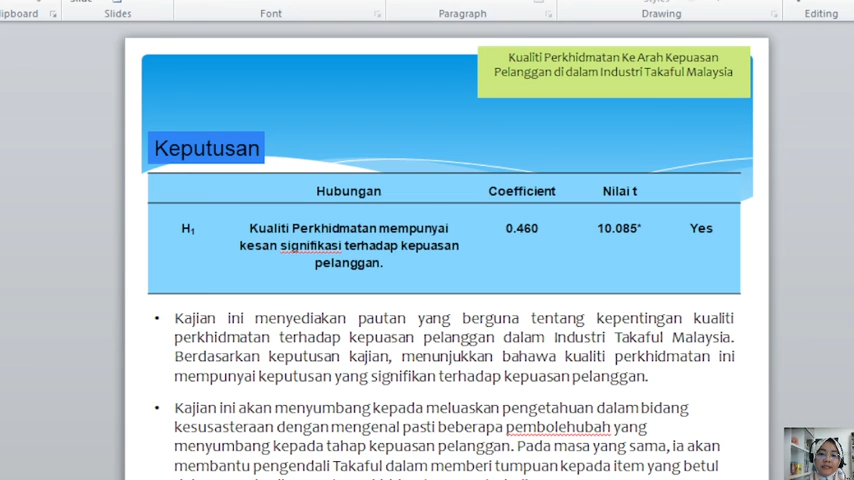 Slides
Font
Paragraph
Drawing
Editing
Kualiti Perkhidmatan Ke Arah Kepuasan
Pelanggan di dalam Industri Takaful Malaysia
Keputusan
Hubungan Coefficient Nilai t
H₁ Kualiti Perkhidmatan mempunyai 0.460 10.085* Yes
kesan signifikasi terhadap kepuasan
pelanggan.
• Kajian ini menyediakan pautan yang berguna tentang kepentingan kualiti
perkhidmatan terhadap kepuasan pelanggan dalam Industri Takaful Malaysia.
Berdasarkan keputusan kajian, menunjukkan bahawa kualiti perkhidmatan ini
mempunyai keputusan yang signifikan terhadap kepuasan pelanggan.
• Kajian ini akan menyumbang kepada meluaskan pengetahuan dalam bidang
kesusasteraan dengan mengenal pasti beberapa pembolehubah yang
menyumbang kepada tahap kepuasan pelanggan. Pada masa yang sama, ia akan
membantu pengendali Takaful dalam memberi tumpuan kepada item yang betul